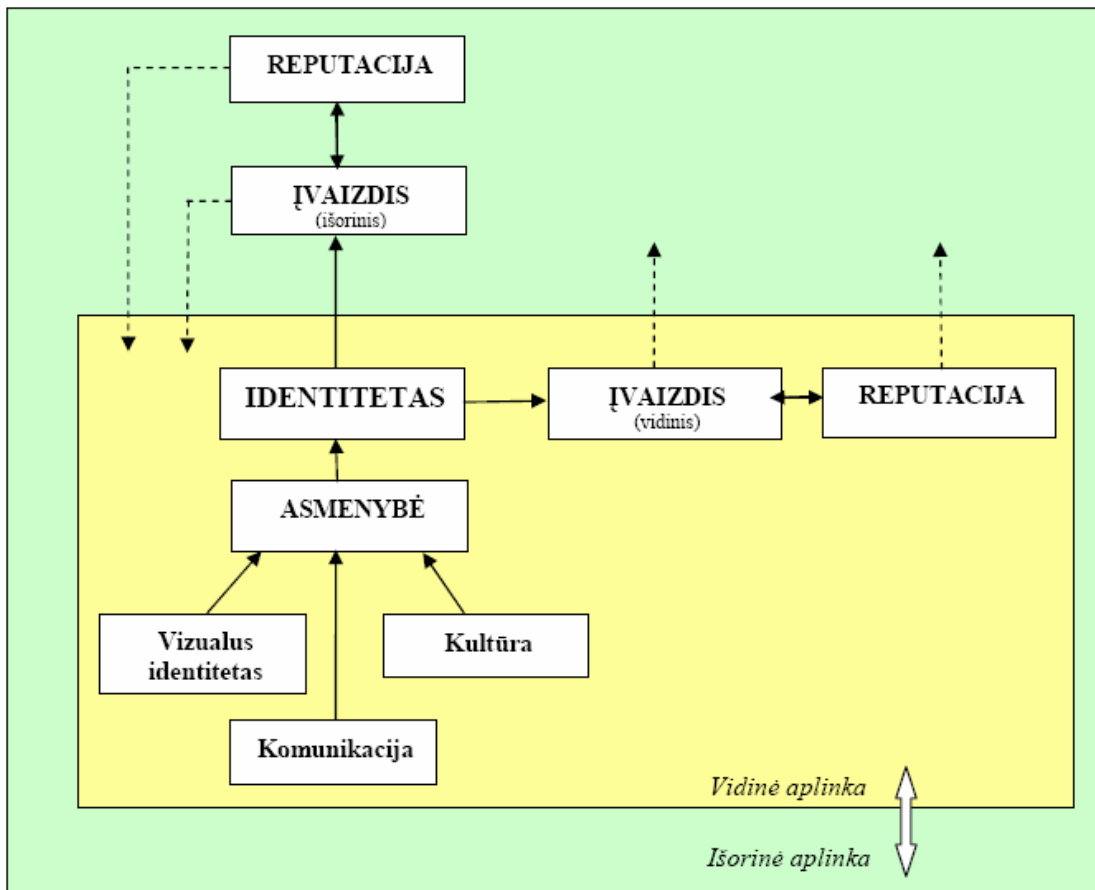 REPUTACIJA
ĮVAIZDIS
(išorinis)
IDENTITETAS
ĮVAIZDIS
(vidinis)
REPUTACIJA
ASMENYBĖ
Vizualus
identitetas
Kultūra
Komunikacija
Vidinė aplinka
Išorinė aplinka